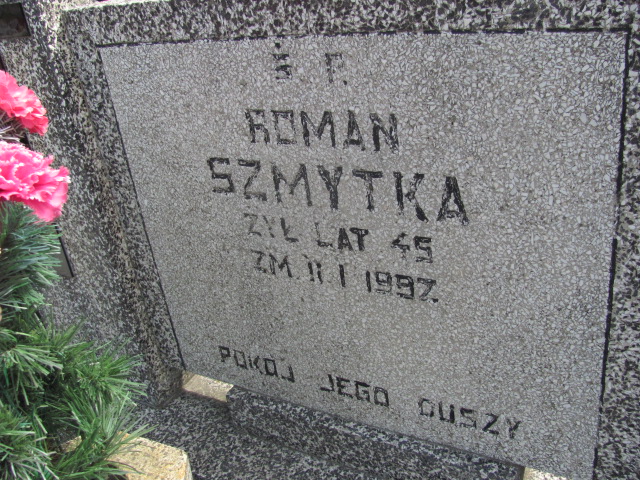 Ś P.
ROMAN
SZMYTKA
ŻYŁ LAT 45
ZM 11 I 1997.
POKÓJ JEGO DUSZY